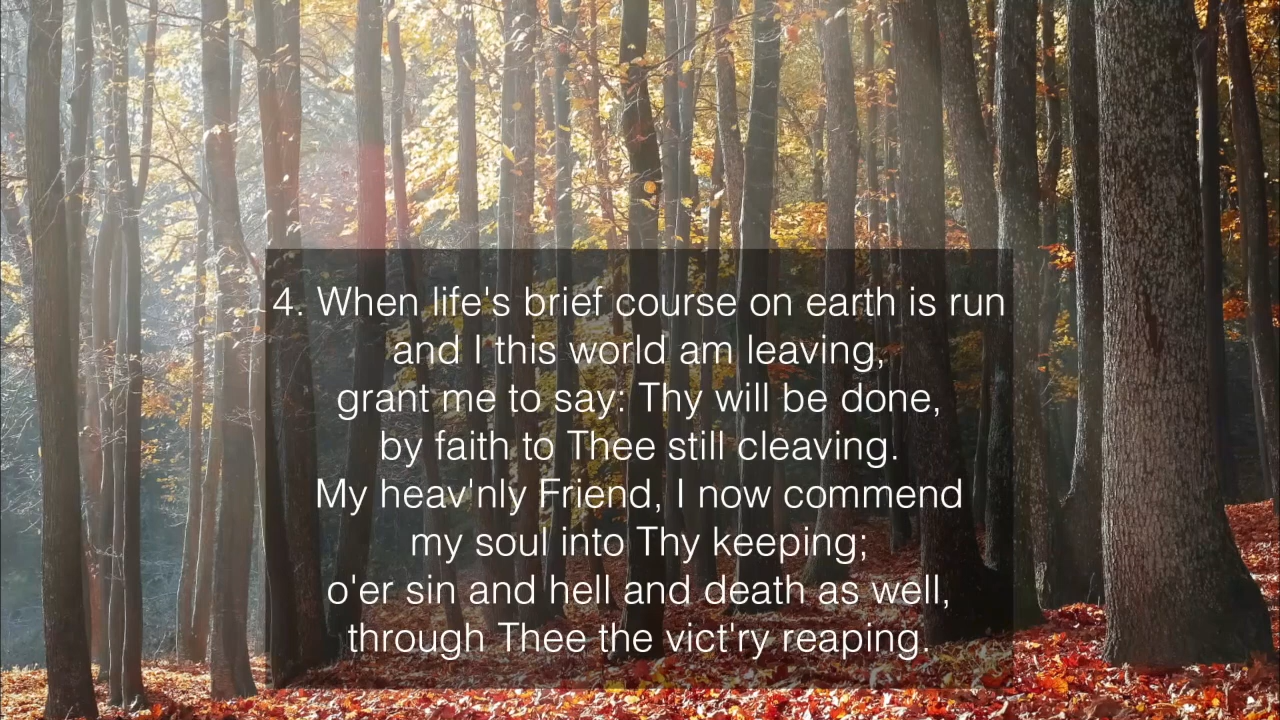 4. When life's brief course on earth is run
and I this world am leaving,
grant me to say: Thy will be done,
by faith to Thee still cleaving.
My heav'nly Friend, I now commend
my soul into Thy keeping;
o'er sin and hell and death as well,
through Thee the vict'ry reaping.